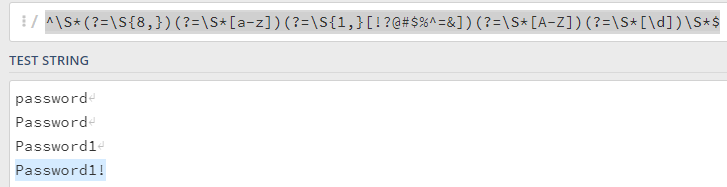 / ^\S*(?=\S{8,})(?=\S*[a-z])(?=\S{1,}[!?@#$%^=&])(?=\S*[A-Z])(?=\S*[\d])\S*$
TEST STRING
password↵
Password↵
Password1↵
Password1!